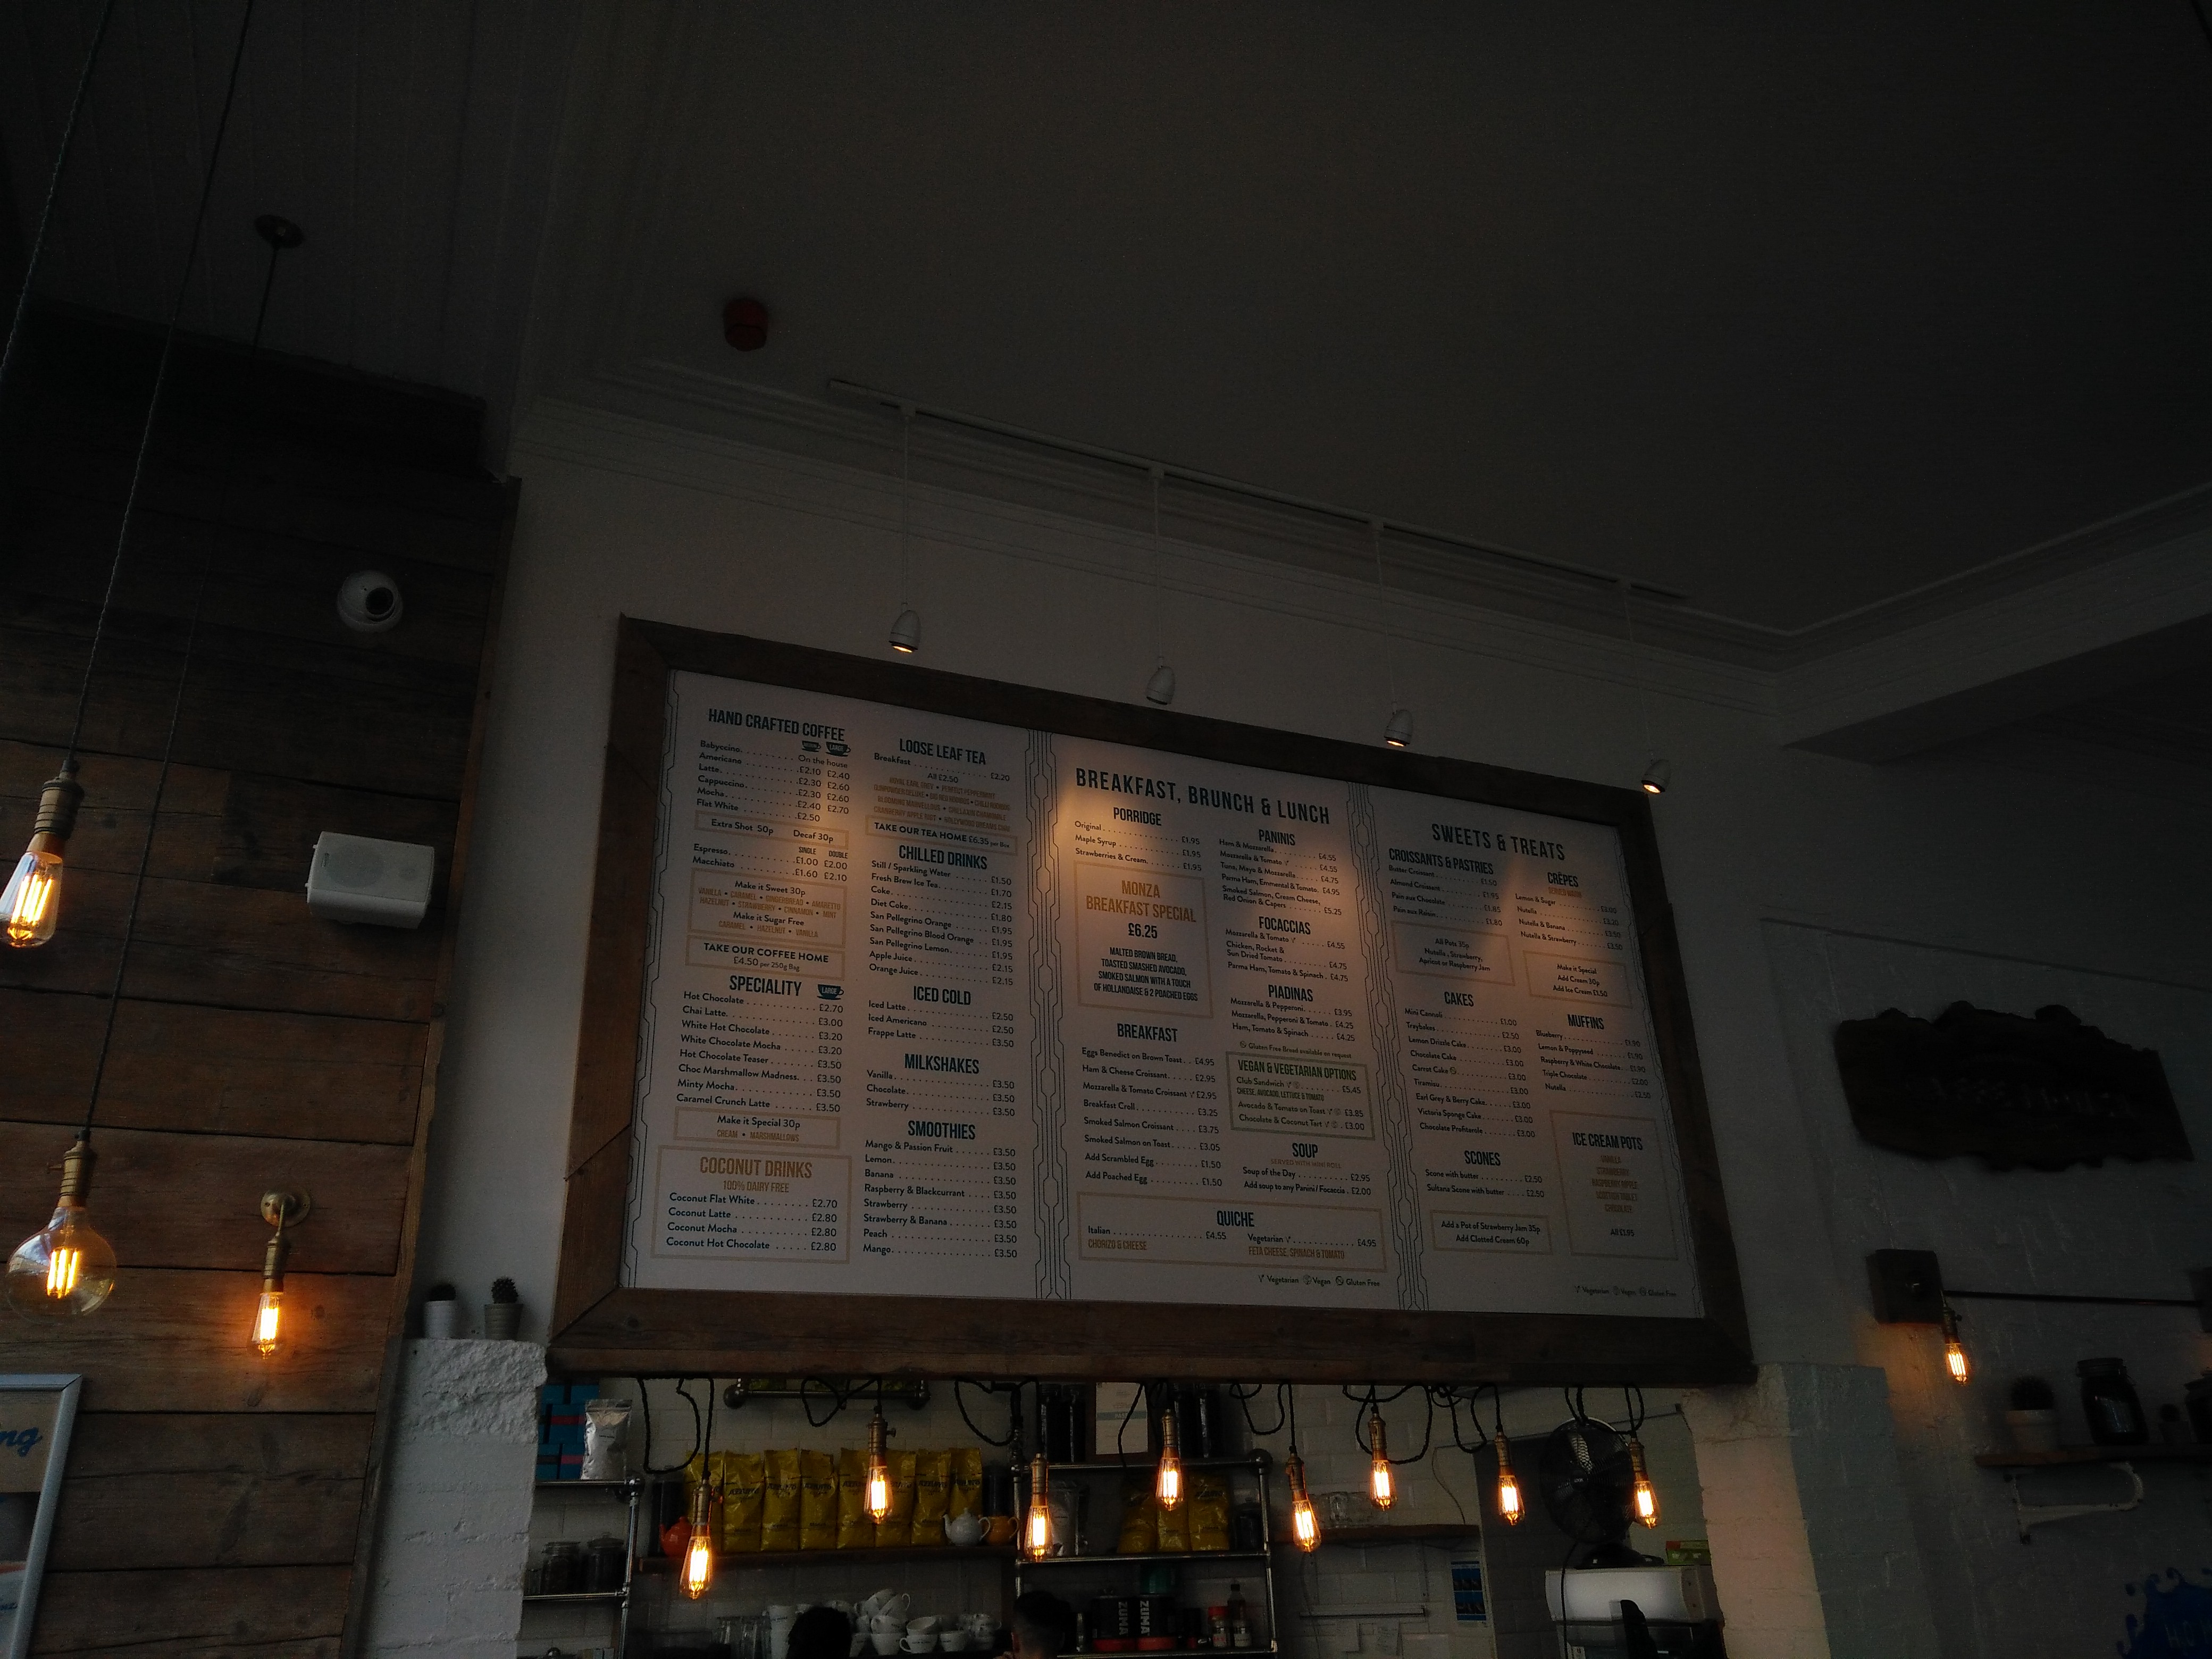 HAND CRAFTED COFFEE
Babyccino On the house
Americano £2.10 £2.40
Latte £2.30 £2.60
Cappuccino £2.30 £2.60
Mocha £2.40 £2.70
Flat White £2.50
Extra Shot 50p Decaf 30p
SINGLE DOUBLE
Espresso £1.00 £2.00
Macchiato £1.60 £2.10
Make it Sweet 30p
VANILLA • CARAMEL • GINGERBREAD • AMARETTO
HAZELNUT • STRAWBERRY • CINNAMON • MINT
Make it Sugar Free
CARAMEL • HAZELNUT • VANILLA
TAKE OUR COFFEE HOME
£4.50 per 250g Bag
SPECIALITY LARGE
Hot Chocolate £2.70
Chai Latte £3.00
White Hot Chocolate £3.20
White Chocolate Mocha £3.20
Hot Chocolate Teaser £3.50
Choc Marshmallow Madness £3.50
Minty Mocha £3.50
Caramel Crunch Latte £3.50
Make it Special 30p
CREAM • MARSHMALLOWS
COCONUT DRINKS
100% DAIRY FREE
Coconut Flat White £2.70
Coconut Latte £2.80
Coconut Mocha £2.80
Coconut Hot Chocolate £2.80
LOOSE LEAF TEA
Breakfast £2.20
All £2.50
TAKE OUR TEA HOME £6.35 per Box
CHILLED DRINKS
Still / Sparkling Water £1.50
Fresh Brew Ice Tea £1.70
Coke £2.15
Diet Coke £1.80
San Pellegrino Orange £1.95
San Pellegrino Blood Orange £1.95
San Pellegrino Lemon £1.95
Apple Juice £2.15
Orange Juice £2.15
ICED COLD
Iced Latte £2.50
Iced Americano £2.50
Frappe Latte £3.50
MILKSHAKES
Vanilla £3.50
Chocolate £3.50
Strawberry £3.50
SMOOTHIES
Mango & Passion Fruit £3.50
Lemon £3.50
Banana £3.50
Raspberry & Blackcurrant £3.50
Strawberry £3.50
Strawberry & Banana £3.50
Peach £3.50
Mango £3.50
BREAKFAST, BRUNCH & LUNCH
PORRIDGE
Original £1.95
Maple Syrup £1.95
Strawberries & Cream £1.95
MONZA
BREAKFAST SPECIAL
£6.25
MALTED BROWN BREAD,
TOASTED SMASHED AVOCADO,
SMOKED SALMON WITH A TOUCH
OF HOLLANDAISE & 2 POACHED EGGS
BREAKFAST
Eggs Benedict on Brown Toast £4.95
Ham & Cheese Croissant £2.95
Mozzarella & Tomato Croissant £2.95
Breakfast Croll £3.25
Smoked Salmon Croissant £3.75
Smoked Salmon on Toast £3.05
Add Scrambled Egg £1.50
Add Poached Egg £1.50
PANINIS
Ham & Mozzarella £4.55
Mozzarella & Tomato £4.55
Tuna, Mayo & Mozzarella £4.75
Parma Ham, Emmental & Tomato £4.95
Smoked Salmon, Cream Cheese,
Red Onion & Capers £5.25
FOCACCIAS
Mozzarella & Tomato £4.55
Chicken, Rocket &
Sun Dried Tomato £4.75
Parma Ham, Tomato & Spinach £4.75
PIADINAS
Mozzarella & Pepperoni £3.95
Mozzarella, Pepperoni & Tomato £4.25
Ham, Tomato & Spinach £4.25
Gluten Free Bread available on request
VEGAN & VEGETARIAN OPTIONS
Club Sandwich £5.45
CHEESE, AVOCADO, LETTUCE & TOMATO
Avocado & Tomato on Toast £3.85
Chocolate & Coconut Tart £3.00
SOUP
SERVED WITH MINI ROLL
Soup of the Day £2.95
Add soup to any Panini / Focaccia £2.00
QUICHE
Italian £4.55
CHORIZO & CHEESE
Vegetarian £4.95
FETA CHEESE, SPINACH & TOMATO
Vegetarian Vegan Gluten Free
SWEETS & TREATS
CROISSANTS & PASTRIES
Butter Croissant £1.50
Almond Croissant £1.95
Pain aux Chocolate £1.85
Pain aux Raisin £1.80
All Pots 35p
Nutella, Strawberry,
Apricot or Raspberry Jam
CAKES
Mini Cannoli £1.00
Traybakes £2.50
Lemon Drizzle Cake £3.00
Chocolate Cake £3.00
Carrot Cake £3.00
Tiramisu £3.00
Earl Grey & Berry Cake £3.00
Victoria Sponge Cake £3.00
Chocolate Profiterole £3.00
SCONES
Scone with butter £2.50
Sultana Scone with butter £2.50
Add a Pot of Strawberry Jam 35p
Add Clotted Cream 60p
CRÊPES
Lemon & Sugar
Nutella
Nutella & Banana
Nutella & Strawberry
Make it Special
Add Cream 50p
Add Ice Cream £1.50
MUFFINS
Blueberry £1.90
Lemon & Poppyseed £1.90
Raspberry & White Chocolate £1.90
Triple Chocolate £2.00
Nutella £2.50
ICE CREAM POTS
VANILLA
STRAWBERRY
RASPBERRY RIPPLE
SCOTTISH TABLET
CHOCOLATE
All £1.95
Vegetarian Vegan Gluten Free
ng
ZUMA
ZUMA